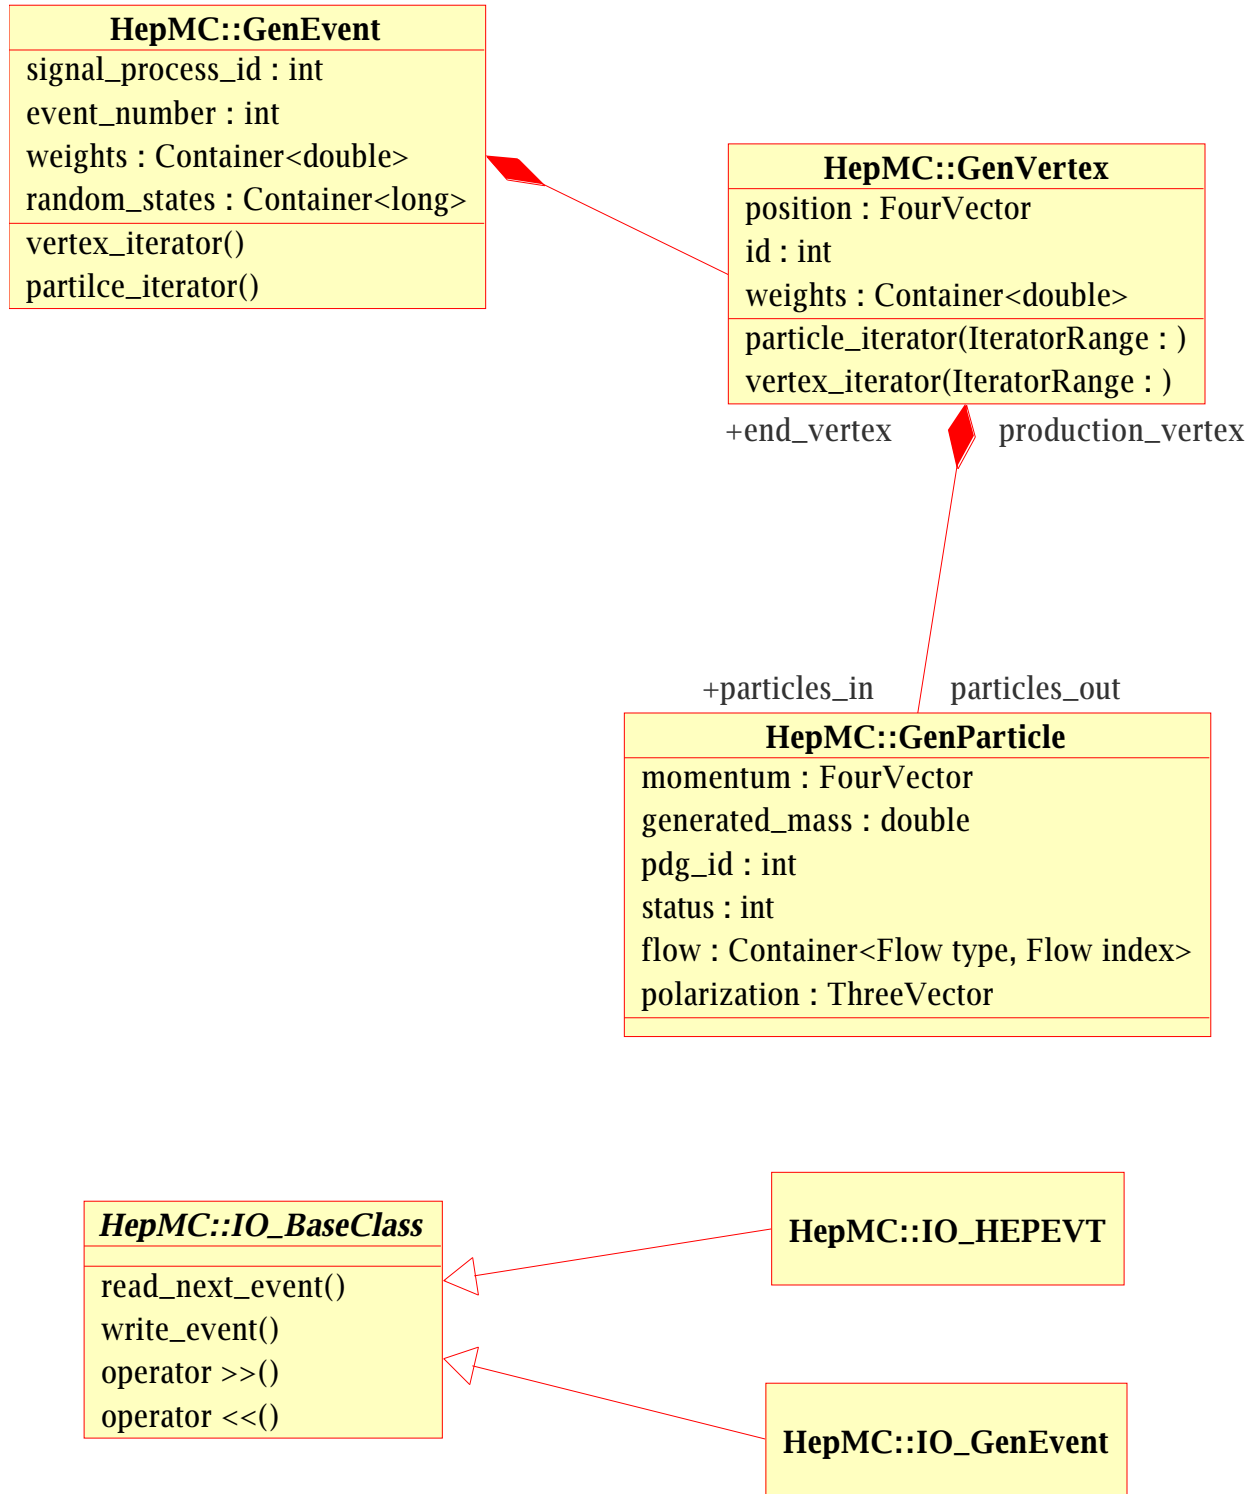 HepMC::GenEvent
signal_process_id : int
event_number : int
weights : Container<double>
random_states : Container<long>
vertex_iterator()
partilce_iterator()
HepMC::GenVertex
position : FourVector
id : int
weights : Container<double>
particle_iterator(IteratorRange : )
vertex_iterator(IteratorRange : )
+end_vertex production_vertex
+particles_in particles_out
HepMC::GenParticle
momentum : FourVector
generated_mass : double
pdg_id : int
status : int
flow : Container<Flow type, Flow index>
polarization : ThreeVector
HepMC::IO_BaseClass
read_next_event()
write_event()
operator >>()
operator <<()
HepMC::IO_HEPEVT
HepMC::IO_GenEvent